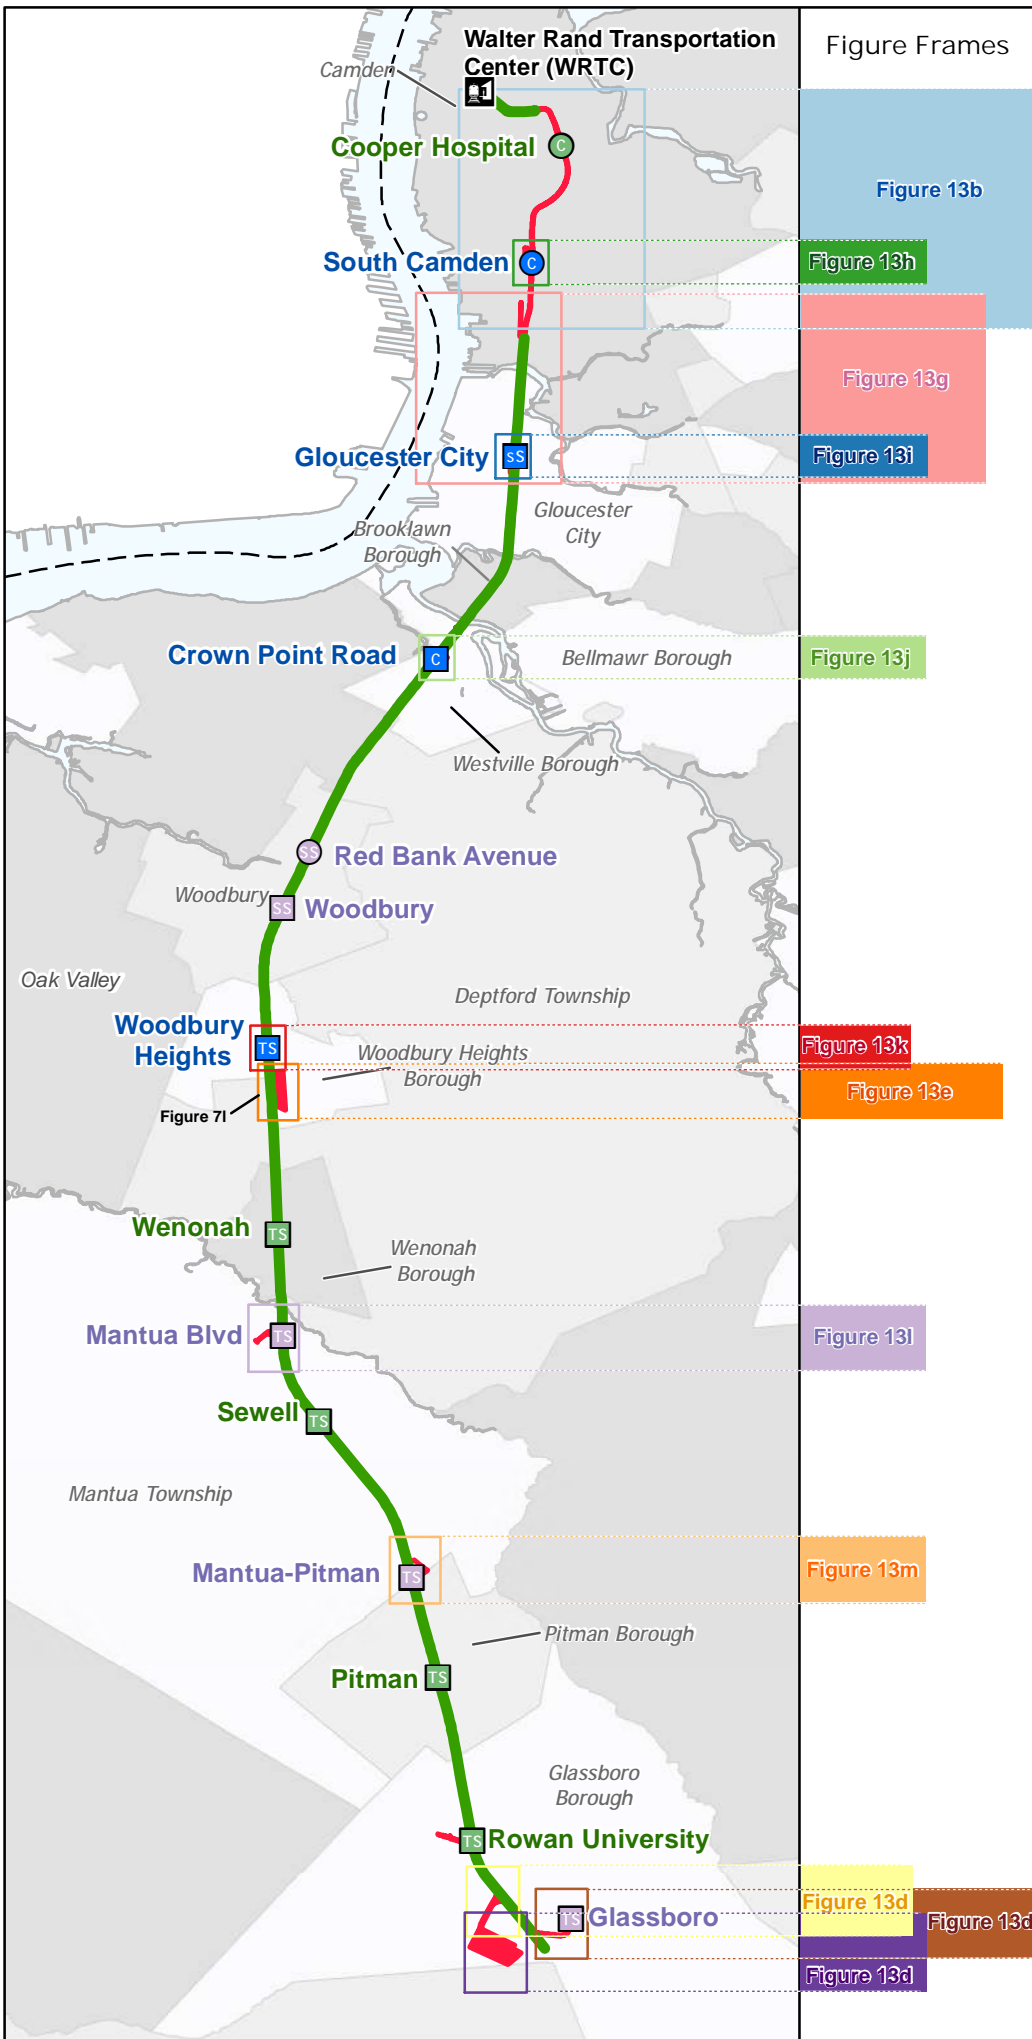 Walter Rand Transportation
Center (WRTC)
Figure Frames
Camden
Cooper Hospital
C
Figure 13b
South Camden
C
Figure 13h
Figure 13g
Gloucester City
SS
Figure 13i
Gloucester
City
Brooklawn
Borough
Crown Point Road
C
Bellmawr Borough
Figure 13j
Westville Borough
SS
Red Bank Avenue
Woodbury
SS
Woodbury
Oak Valley
Deptford Township
Woodbury
Heights
TS
Figure 13k
Woodbury Heights
Borough
Figure 13e
Figure 7l
Wenonah
TS
Wenonah
Borough
Mantua Blvd
TS
Figure 13l
Sewell
TS
Mantua Township
Mantua-Pitman
TS
Figure 13m
Pitman Borough
Pitman
TS
Glassboro
Borough
TS
Rowan University
Figure 13d
TS
Glassboro
Figure 13d
Figure 13d